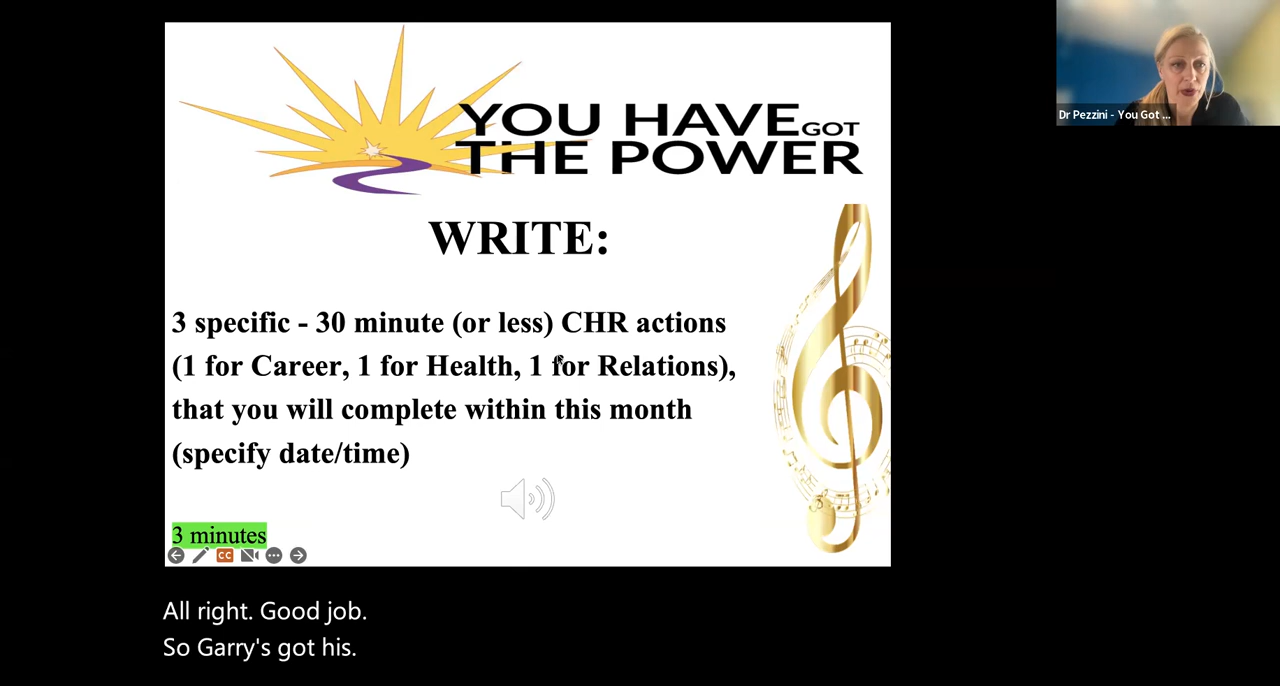 YOU HAVE GOT
THE POWER
Dr Pezzini - You Got ...
WRITE:
3 specific - 30 minute (or less) CHR actions
(1 for Career, 1 for Health, 1 for Relations),
that you will complete within this month
(specify date/time)
3 minutes
CC
All right. Good job.
So Garry's got his.